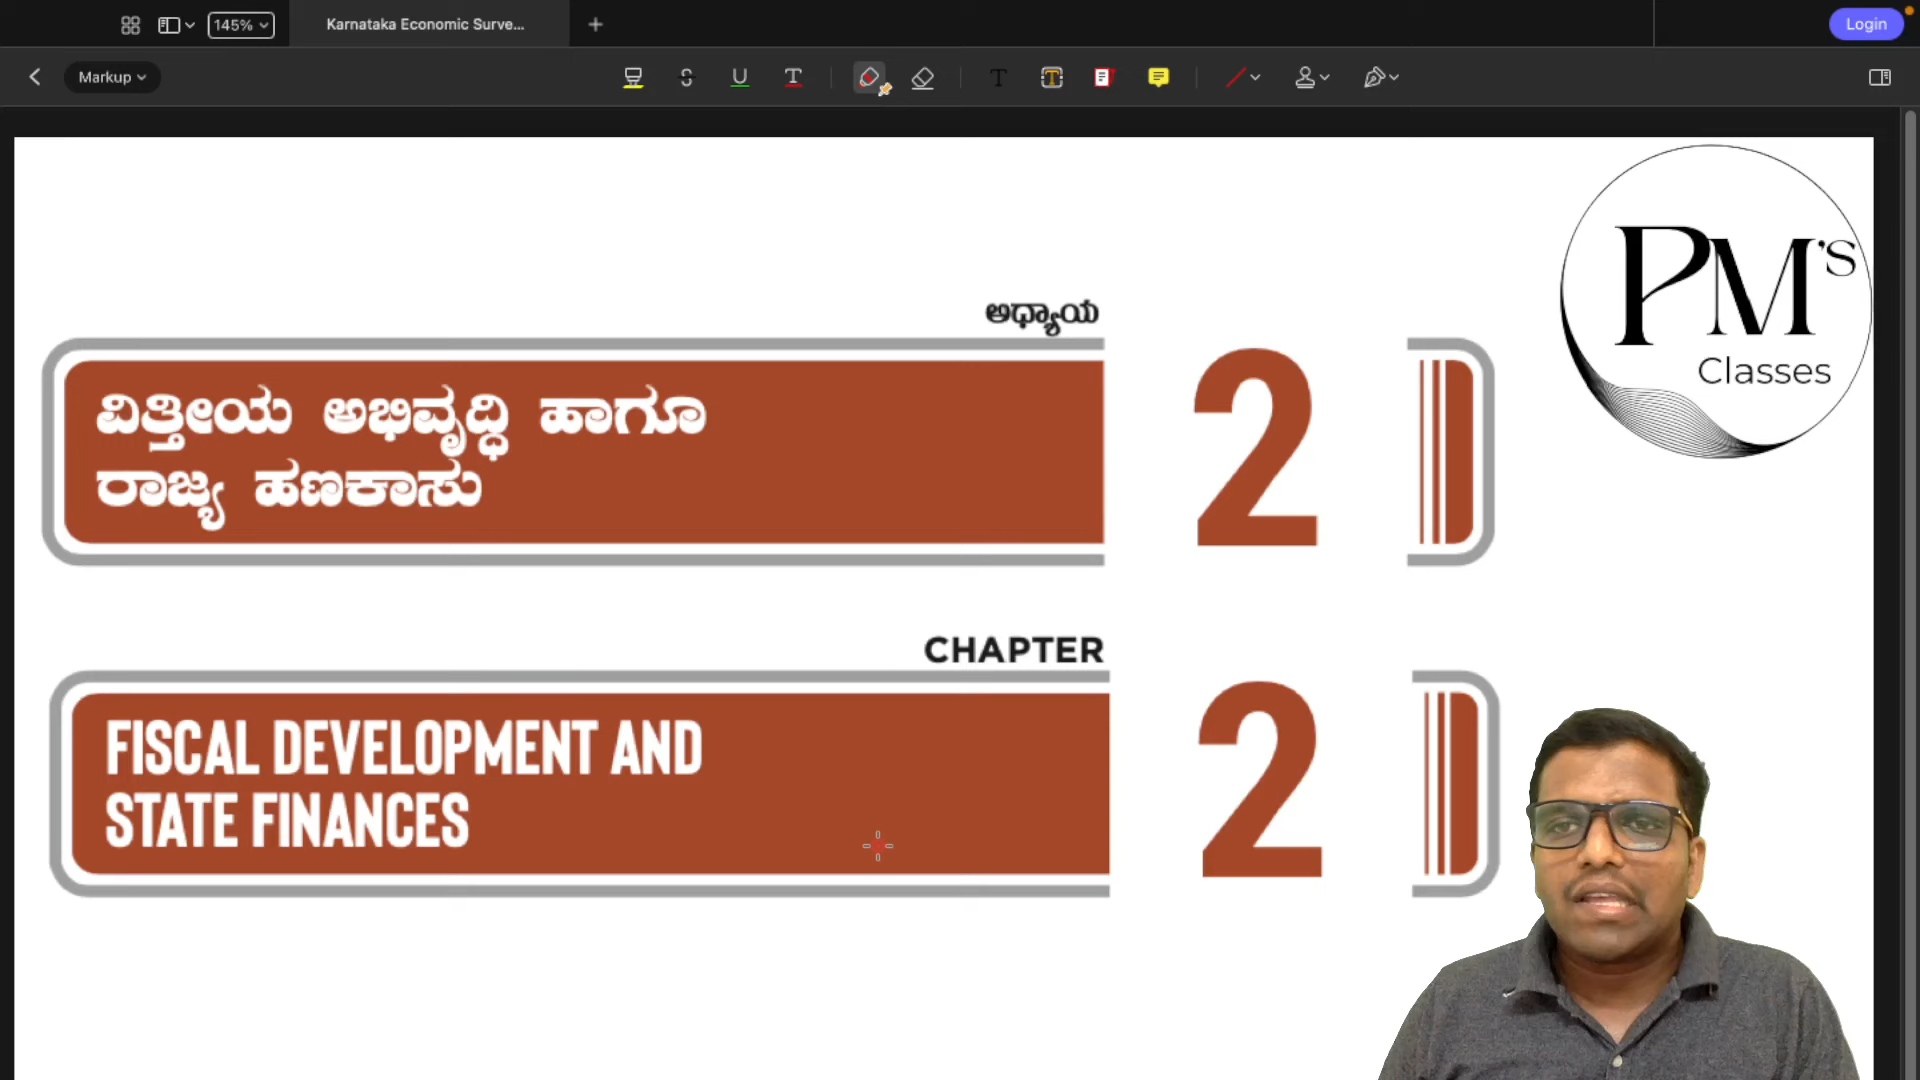 145%
Karnataka Economic Surve...
Login
Markup
PM's
Classes
ಅಧ್ಯಾಯ
ವಿತ್ತೀಯ ಅಭಿವೃದ್ಧಿ ಹಾಗೂ
ರಾಜ್ಯ ಹಣಕಾಸು
2
CHAPTER
FISCAL DEVELOPMENT AND
STATE FINANCES
2